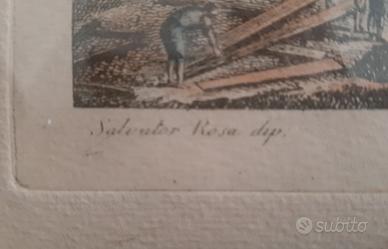 Salvator Rosa dip.
subito